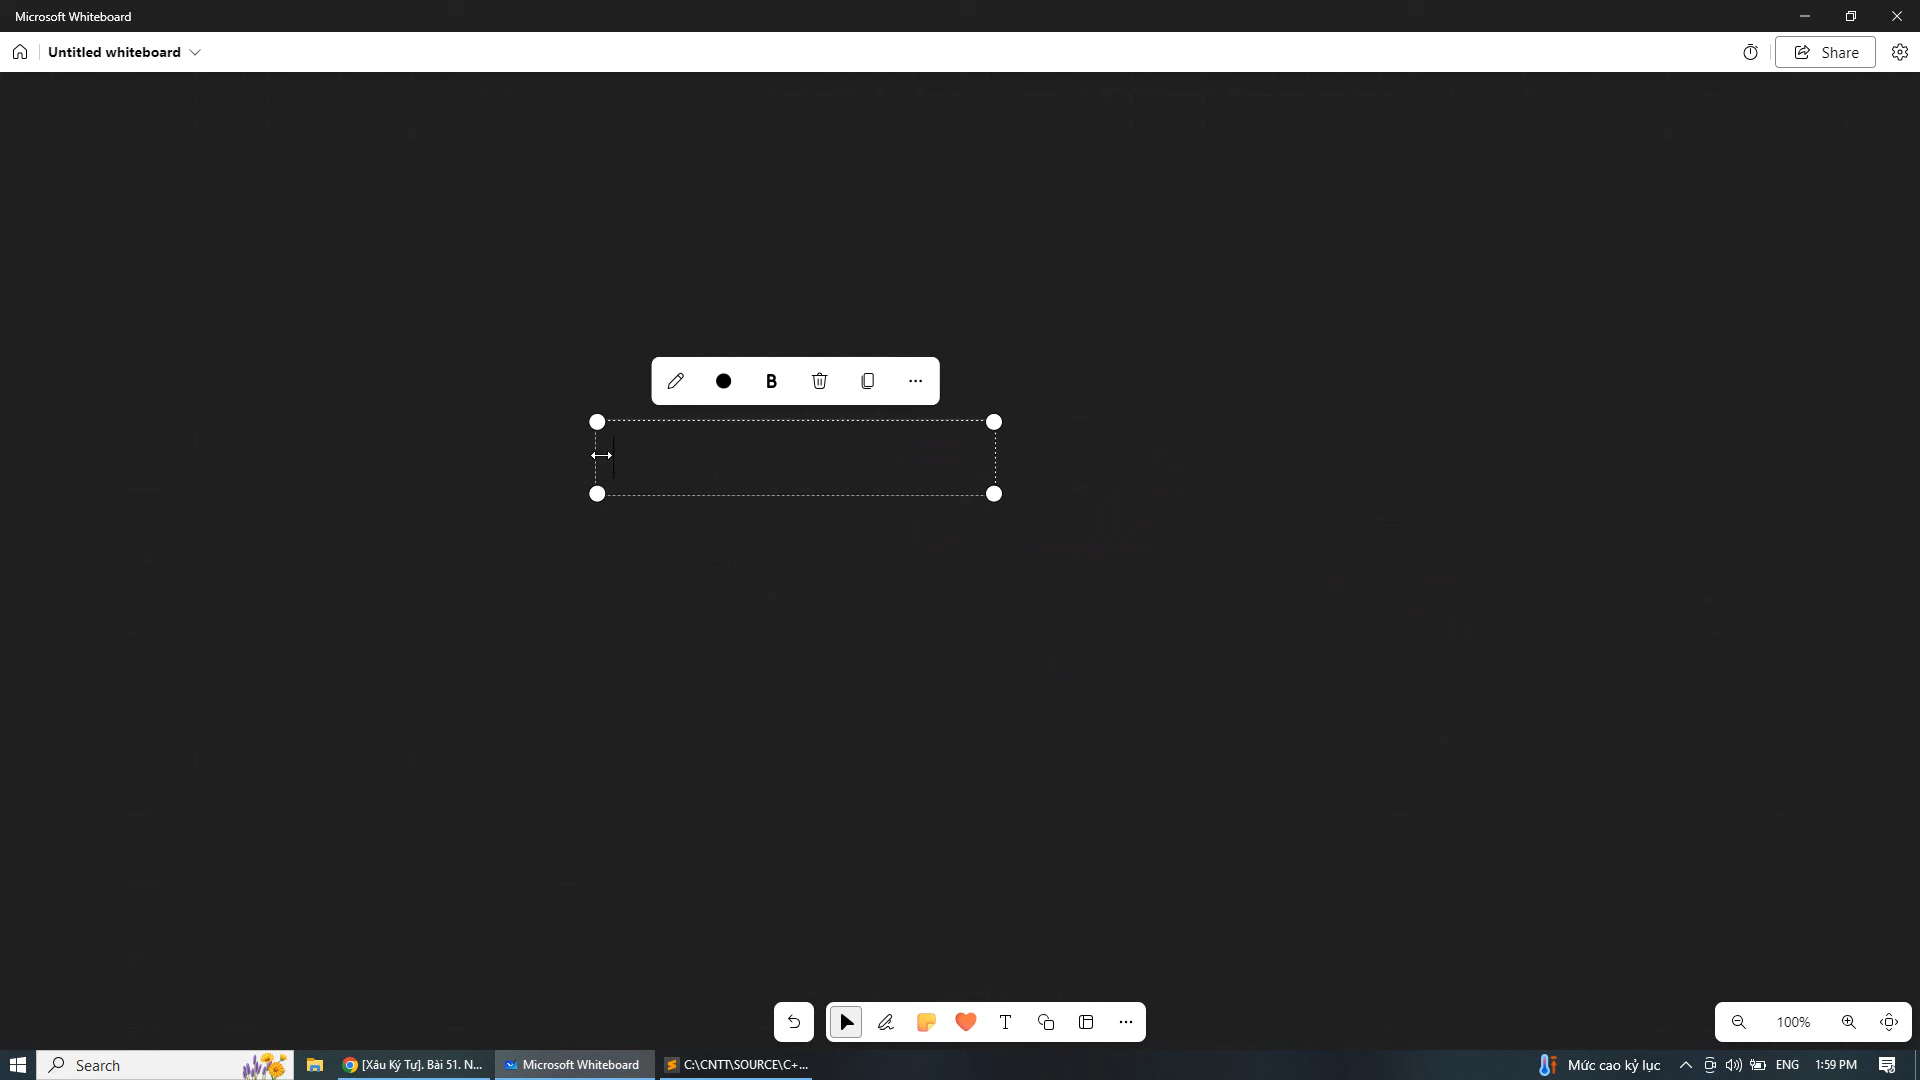 Microsoft Whiteboard
Untitled whiteboard
Share
B
T
100%
Search
[Xâu Ký Tự]. Bài 51. N...
Microsoft Whiteboard
C:\CNTT\SOURCE\C+...
Mức cao kỷ lục
ENG
1:59 PM